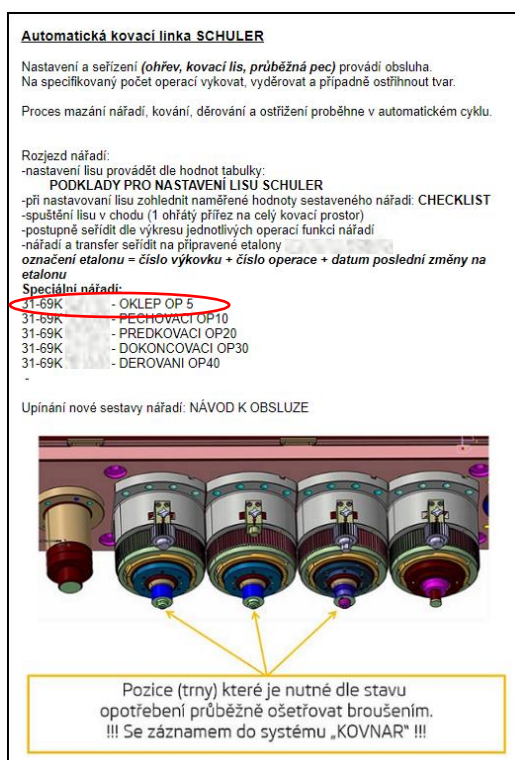 Automatická kovací linka SCHULER
Nastavení a seřízení (ohřev, kovací lis, průběžná pec) provádí obsluha.
Na specifikovaný počet operací vykovat, vyděrovat a případně ostřihnout tvar.
Proces mazání nářadí, kování, děrování a ostřižení proběhne v automatickém cyklu.
Rozjezd nářadí:
-nastavení lisu provádět dle hodnot tabulky:
PODKLADY PRO NASTAVENÍ LISU SCHULER
-při nastavovaní lisu zohlednit naměřené hodnoty sestaveného nářadi: CHECKLIST
-spuštění lisu v chodu (1 ohřátý přířez na celý kovací prostor)
-postupně seřídit dle výkresu jednotlivých operací funkci nářadí
-nářadí a transfer seřídit na připravené etalony
označení etalonu = číslo výkovku + číslo operace + datum poslední změny na
etalonu
Speciální nářadí:
31-69K - OKLEP OP 5
31-69K - PECHOVACI OP10
31-69K - PREDKOVACI OP20
31-69K - DOKONCOVACI OP30
31-69K - DEROVANI OP40
-
Upínání nové sestavy nářadí: NÁVOD K OBSLUZE
Pozice (trny) které je nutné dle stavu
opotřebení průběžně ošetřovat broušením.
!!! Se záznamem do systému „KOVNAR" !!!